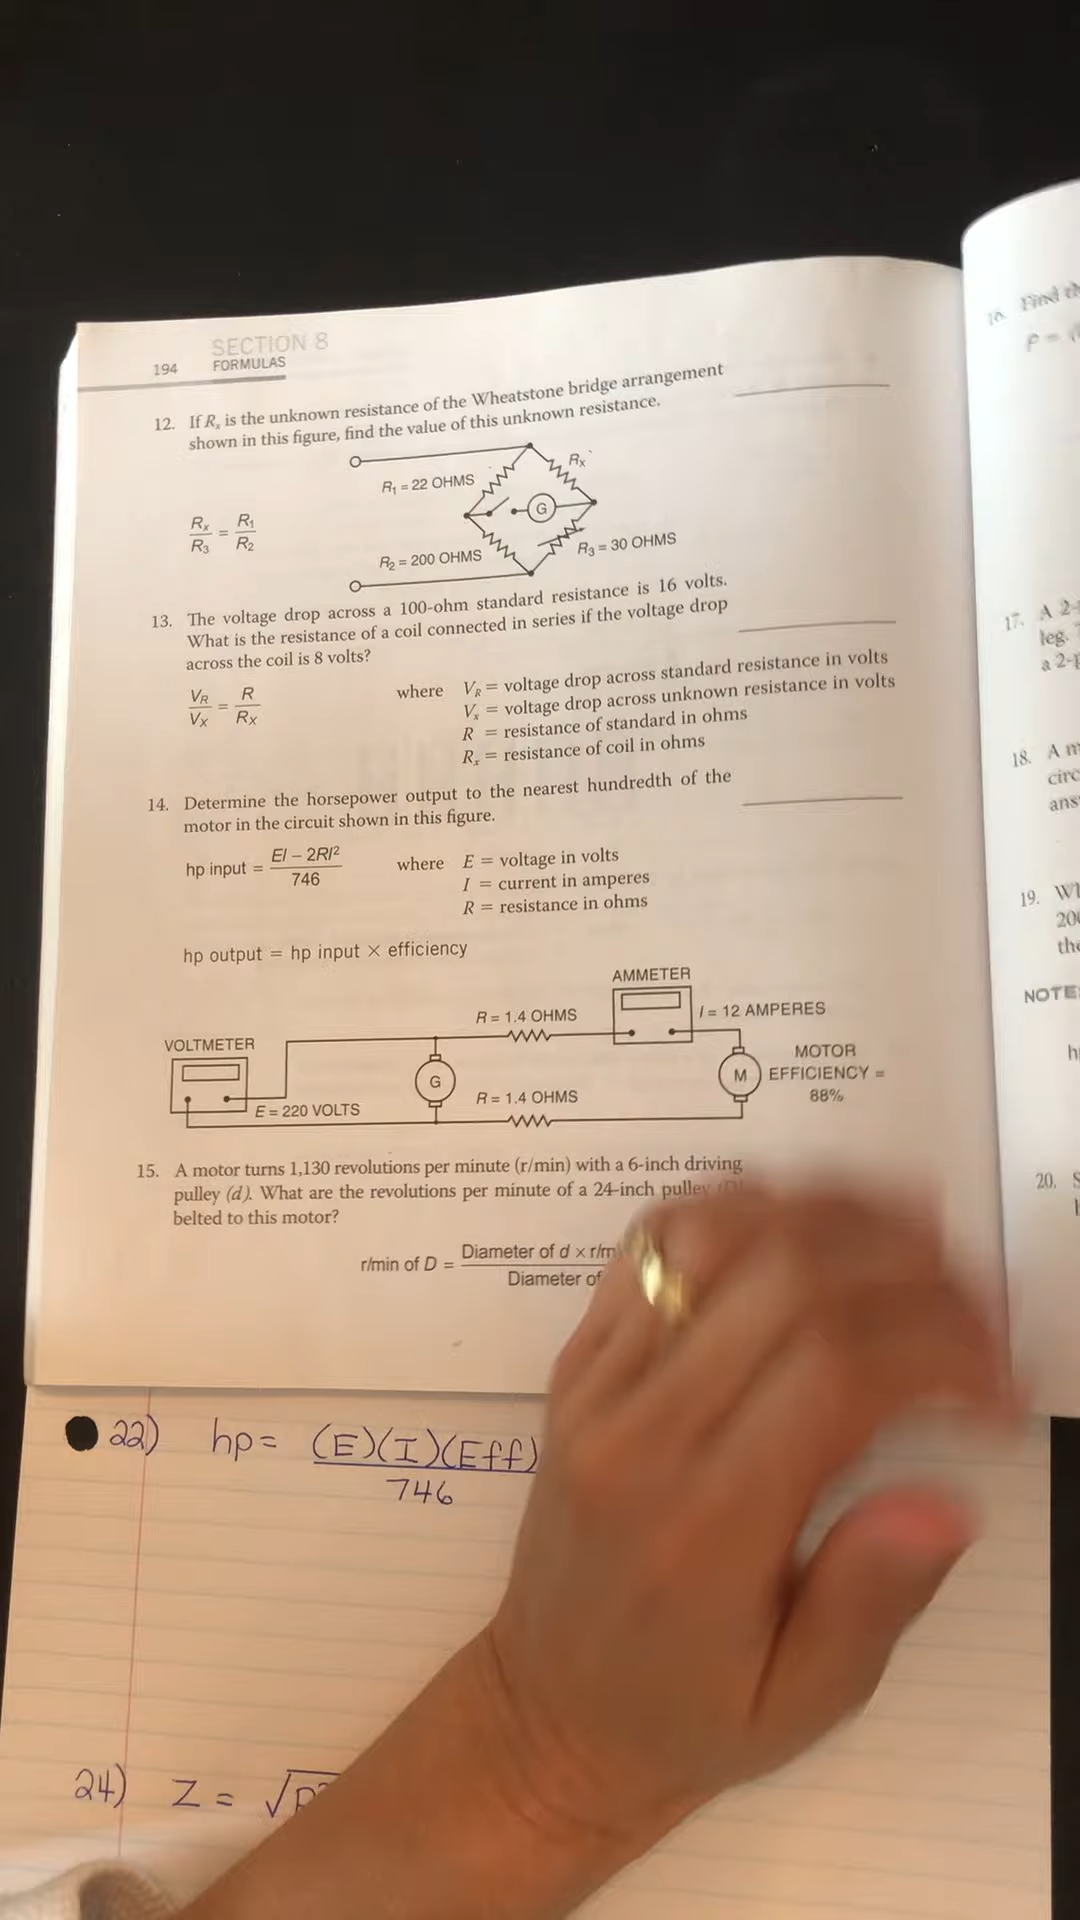 SECTION 8
194 FORMULAS
12. If Rx is the unknown resistance of the Wheatstone bridge arrangement
shown in this figure, find the value of this unknown resistance.
Rx
R₁ = 22 OHMS
Rx/R3 = R1/R2
G
R₂ = 200 OHMS
R₃ = 30 OHMS
13. The voltage drop across a 100-ohm standard resistance is 16 volts.
What is the resistance of a coil connected in series if the voltage drop
across the coil is 8 volts?
VR/VX = R/RX
where VR = voltage drop across standard resistance in volts
Vx = voltage drop across unknown resistance in volts
R = resistance of standard in ohms
Rx = resistance of coil in ohms
14. Determine the horsepower output to the nearest hundredth of the
motor in the circuit shown in this figure.
hp input = EI – 2RI²/746
where E = voltage in volts
I = current in amperes
R = resistance in ohms
hp output = hp input × efficiency
AMMETER
R = 1.4 OHMS
I = 12 AMPERES
VOLTMETER
G
M
MOTOR
EFFICIENCY =
88%
R = 1.4 OHMS
E = 220 VOLTS
15. A motor turns 1,130 revolutions per minute (r/min) with a 6-inch driving
pulley (d). What are the revolutions per minute of a 24-inch pulley
belted to this motor?
r/min of D = Diameter of d × r/m
Diameter of
22) hp = (E)(I)(Eff)
746
24) Z = √
16. Find
17. A 2-
leg.
a 2-
18. A
circ
ans
19.
20
the
NOTE
20.